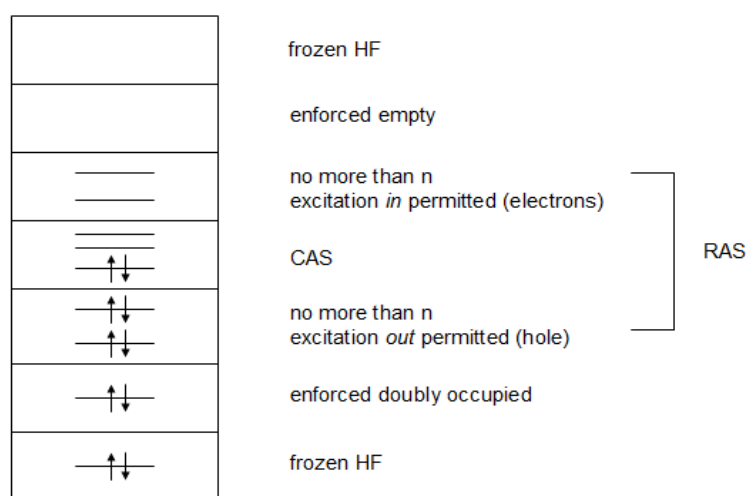 frozen HF
enforced empty
no more than n
excitation in permitted (electrons)
RAS
CAS
no more than n
excitation out permitted (hole)
enforced doubly occupied
frozen HF